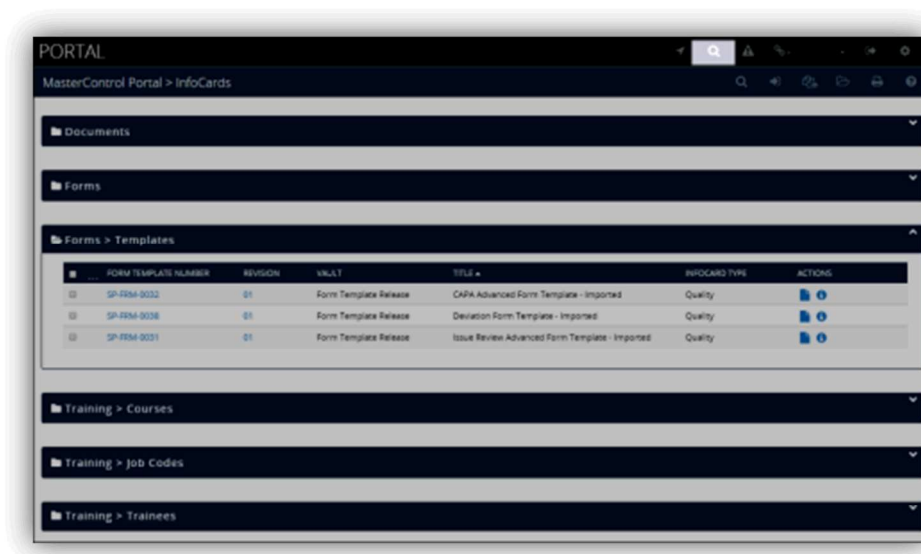 PORTAL
MasterControl Portal > InfoCards
Documents
Forms
Forms > Templates
... FORM TEMPLATE NUMBER REVISION VAULT TITLE INFOCARD TYPE ACTIONS
SP-FRM-0032 01 Form Template Release CAPA Advanced Form Template - Imported Quality
SP-FRM-0038 01 Form Template Release Deviation Form Template - Imported Quality
SP-FRM-0031 01 Form Template Release Issue Review Advanced Form Template - Imported Quality
Training > Courses
Training > Job Codes
Training > Trainees